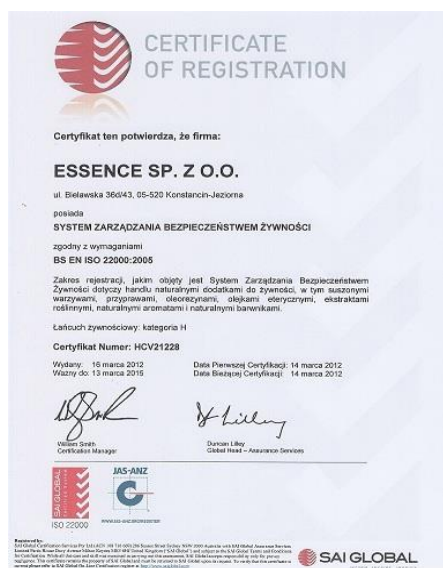 CERTIFICATE
OF REGISTRATION
Certyfikat ten potwierdza, że firma:
ESSENCE SP. Z O.O.
ul. Bielawska 36d/43, 05-520 Konstancin-Jeziorna
posiada
SYSTEM ZARZĄDZANIA BEZPIECZEŃSTWEM ŻYWNOŚCI
zgodny z wymaganiami
BS EN ISO 22000:2005
Zakres rejestracji, jakim objęty jest System Zarządzania Bezpieczeństwem
Żywności dotyczy handlu naturalnymi dodatkami do żywności, w tym suszonymi
warzywami, przyprawami, oleorezynami, olejkami eterycznymi, ekstraktami
roślinnymi, naturalnymi aromatami i naturalnymi barwnikami.
Łańcuch żywnościowy: kategoria H
Certyfikat Numer: HCV21228
Wydany: 16 marca 2012 Data Pierwszej Certyfikacji: 14 marca 2012
Ważny do: 13 marca 2015 Data Bieżącej Certyfikacji: 14 marca 2012
William Smith Duncan Lilley
Certification Manager Global Head – Assurance Services
SAI GLOBAL
JAS-ANZ
ISO 22000
SAI GLOBAL